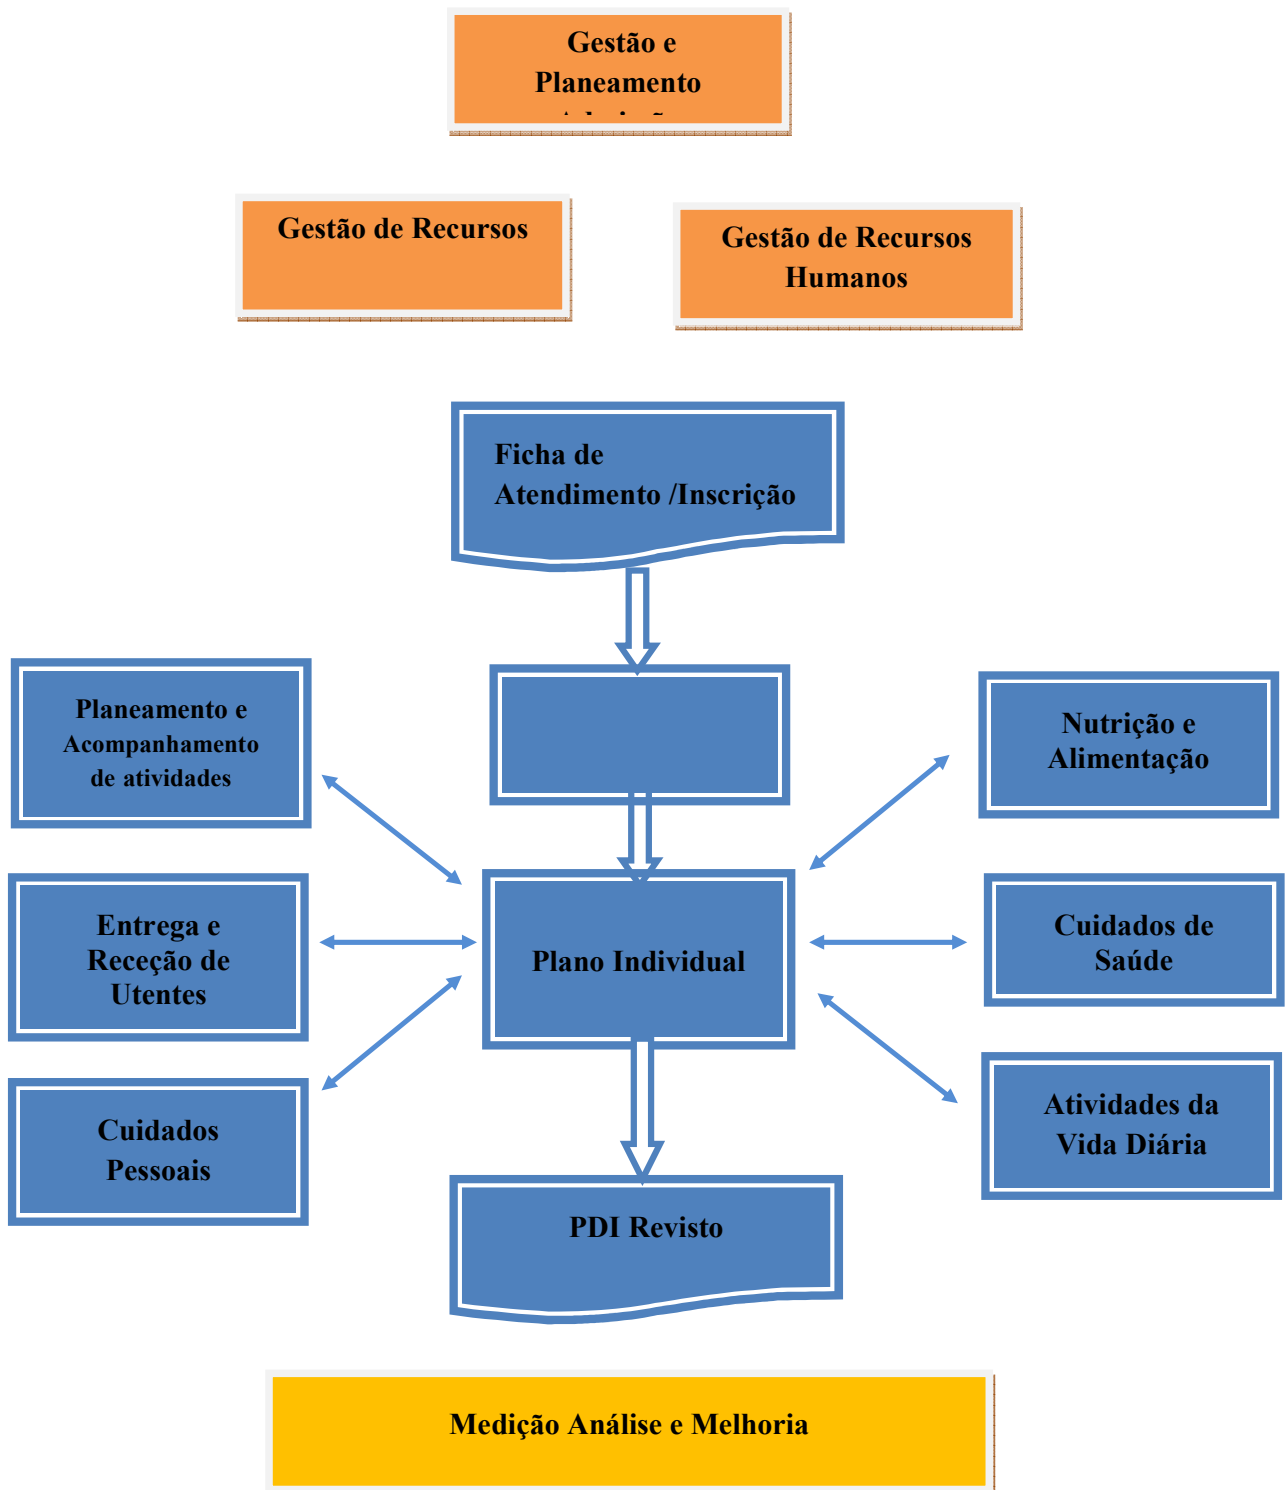 Gestão e
Planeamento
Gestão de Recursos
Gestão de Recursos
Humanos
Ficha de
Atendimento /Inscrição
Planeamento e
Acompanhamento
de atividades
Nutrição e
Alimentação
Entrega e
Receção de
Utentes
Plano Individual
Cuidados de
Saúde
Cuidados
Pessoais
Atividades da
Vida Diária
PDI Revisto
Medição Análise e Melhoria